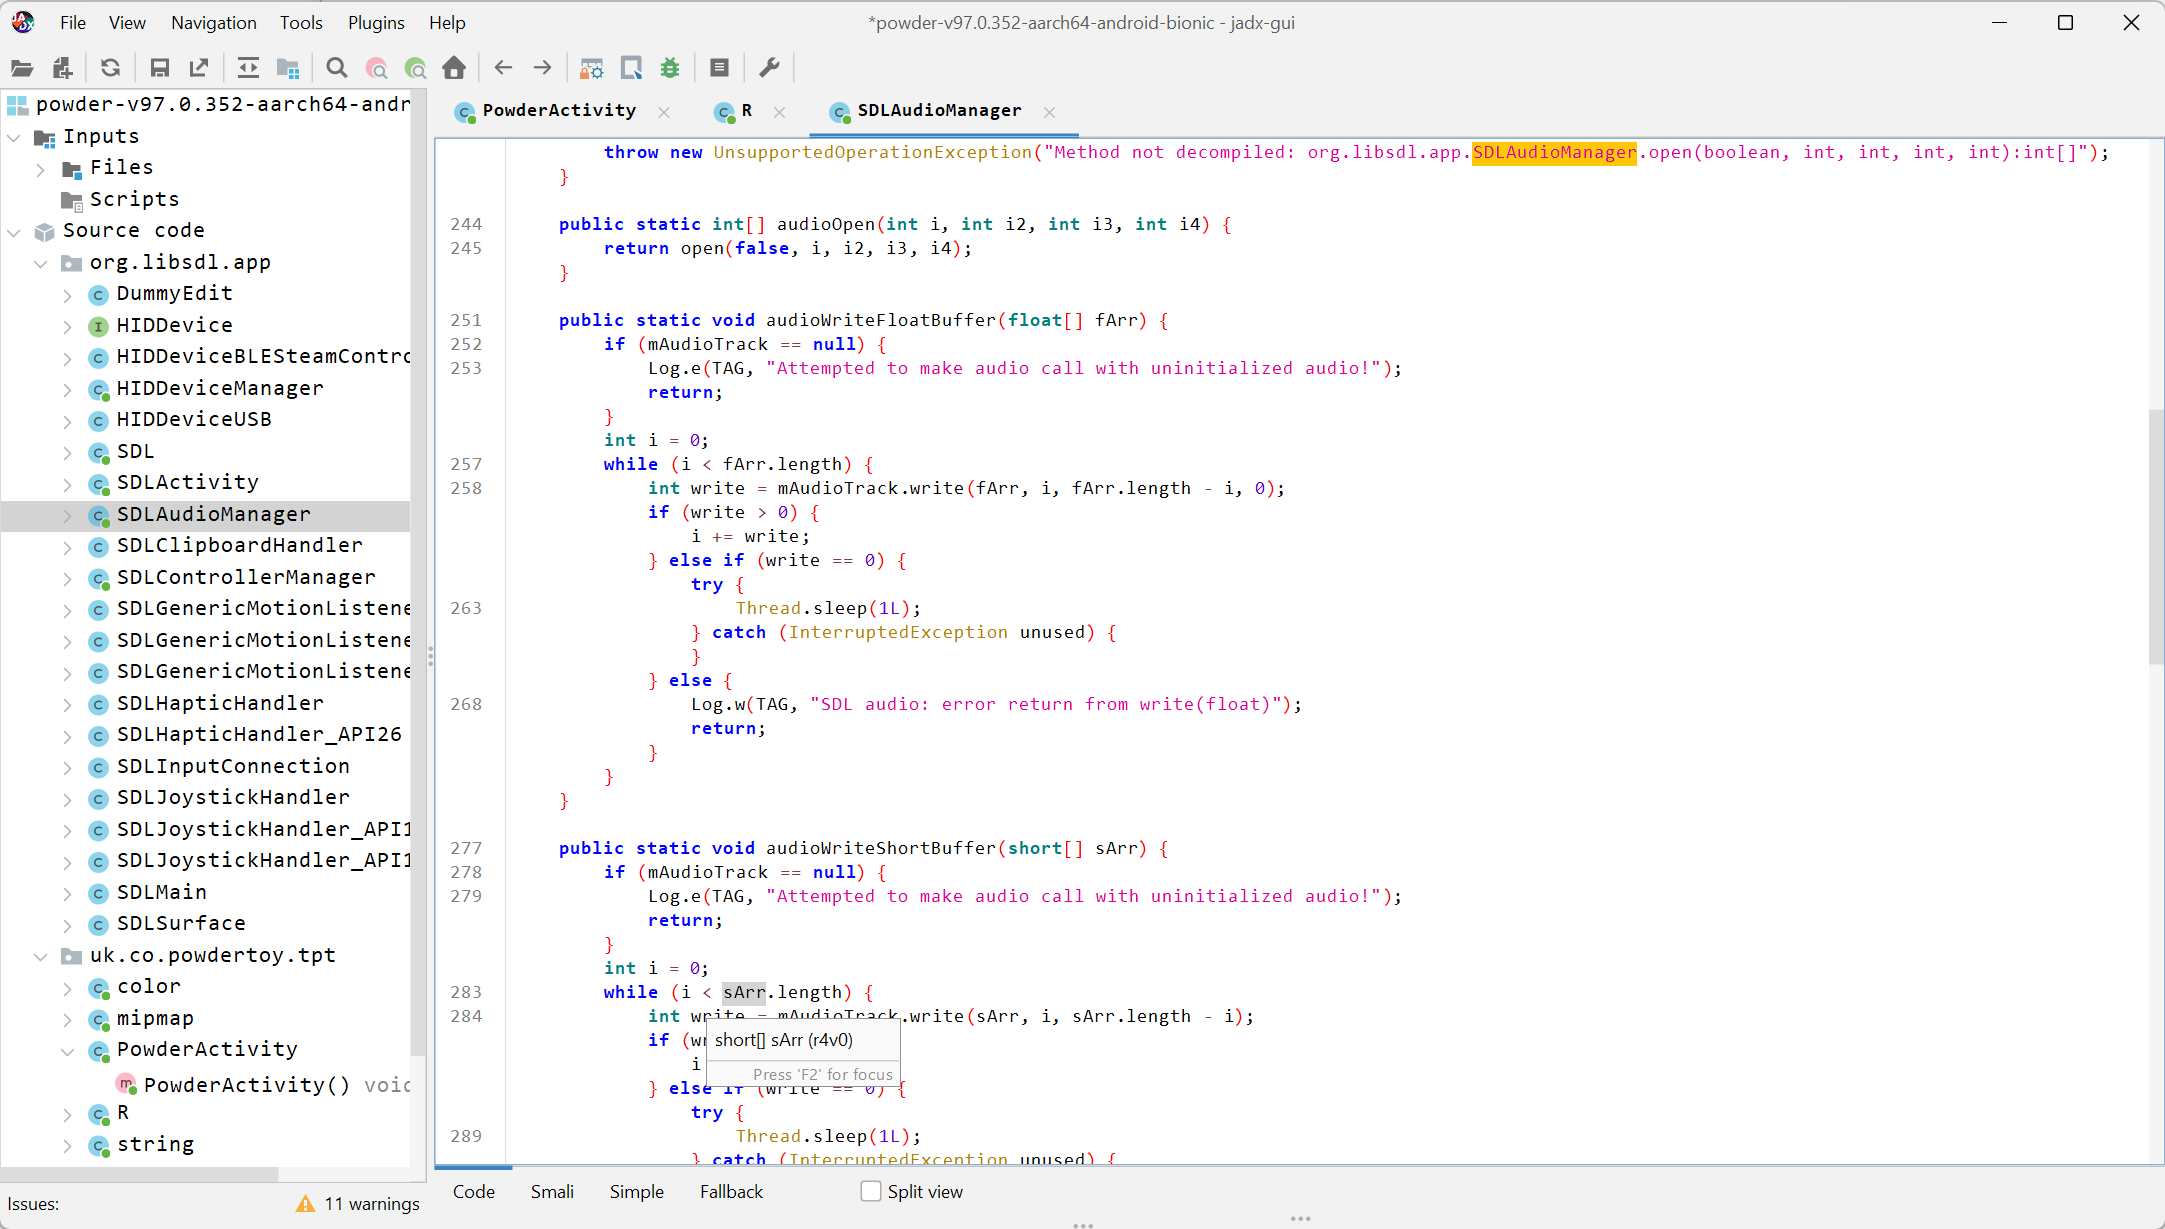 File View Navigation Tools Plugins Help
*powder-v97.0.352-aarch64-android-bionic - jadx-gui
powder-v97.0.352-aarch64-andr
Inputs
Files
Scripts
Source code
org.libsdl.app
DummyEdit
HIDDevice
HIDDeviceBLESteamContro
HIDDeviceManager
HIDDeviceUSB
SDL
SDLActivity
SDLAudioManager
SDLClipboardHandler
SDLControllerManager
SDLGenericMotionListene
SDLGenericMotionListene
SDLGenericMotionListene
SDLHapticHandler
SDLHapticHandler_API26
SDLInputConnection
SDLJoystickHandler
SDLJoystickHandler_API1
SDLJoystickHandler_API1
SDLMain
SDLSurface
uk.co.powdertoy.tpt
color
mipmap
PowderActivity
PowderActivity() void
R
string
Issues: 11 warnings
PowderActivity R SDLAudioManager
throw new UnsupportedOperationException("Method not decompiled: org.libsdl.app.SDLAudioManager.open(boolean, int, int, int, int):int[]");
}
244 public static int[] audioOpen(int i, int i2, int i3, int i4) {
245 return open(false, i, i2, i3, i4);
}
251 public static void audioWriteFloatBuffer(float[] fArr) {
252 if (mAudioTrack == null) {
253 Log.e(TAG, "Attempted to make audio call with uninitialized audio!");
return;
}
int i = 0;
257 while (i < fArr.length) {
258 int write = mAudioTrack.write(fArr, i, fArr.length - i, 0);
if (write > 0) {
i += write;
} else if (write == 0) {
try {
263 Thread.sleep(1L);
} catch (InterruptedException unused) {
}
} else {
268 Log.w(TAG, "SDL audio: error return from write(float)");
return;
}
}
}
277 public static void audioWriteShortBuffer(short[] sArr) {
278 if (mAudioTrack == null) {
279 Log.e(TAG, "Attempted to make audio call with uninitialized audio!");
return;
}
int i = 0;
283 while (i < sArr.length) {
284 int write = mAudioTrack.write(sArr, i, sArr.length - i);
if (wr
short[] sArr (r4v0)
i
Press 'F2' for focus
} else if (write == 0) {
try {
289 Thread.sleep(1L);
} catch (InterruptedException unused) {
Code Smali Simple Fallback Split view